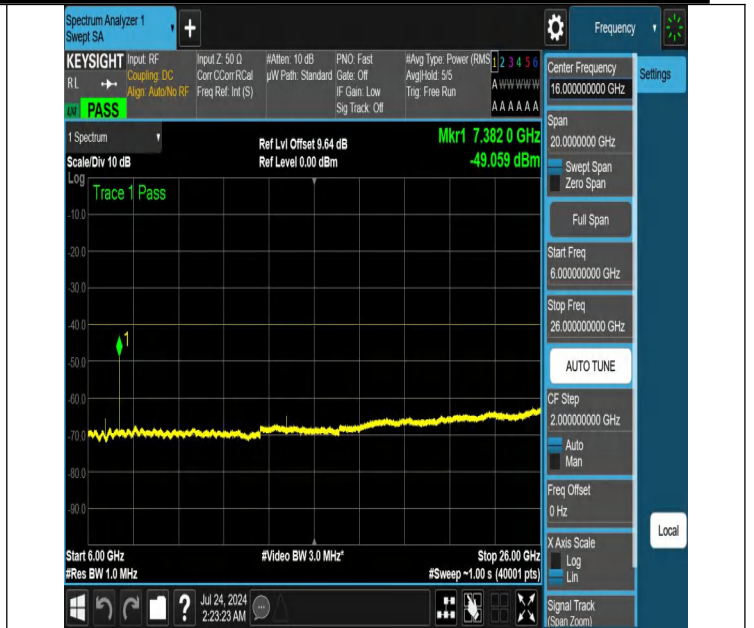 Spectrum Analyzer 1
Swept SA
+
Frequency
KEYSIGHT
RL
PASS
Input: RF
Coupling: DC
Align: Auto/No RF
Input Z: 50 Ω
Corr CCorr RCal
Freq Ref: Int (S)
#Atten: 10 dB
µW Path: Standard
PNO: Fast
Gate: Off
IF Gain: Low
Sig Track: Off
#Avg Type: Power (RMS
Avg|Hold: 5/5
Trig: Free Run
1 2 3 4 5 6
A W W W W W
A A A A A A
1 Spectrum
Scale/Div 10 dB
Ref Lvl Offset 9.64 dB
Ref Level 0.00 dBm
Mkr1 7.382 0 GHz
-49.059 dBm
Log
Trace 1 Pass
-10.0
-20.0
-30.0
-40.0
1
-50.0
-60.0
-70.0
-80.0
-90.0
Start 6.00 GHz
#Res BW 1.0 MHz
#Video BW 3.0 MHz*
Stop 26.00 GHz
#Sweep ~1.00 s (40001 pts)
?
Jul 24, 2024
2:23:23 AM
Center Frequency
16.000000000 GHz
Settings
Span
20.0000000 GHz
Swept Span
Zero Span
Full Span
Start Freq
6.000000000 GHz
Stop Freq
26.000000000 GHz
AUTO TUNE
CF Step
2.000000000 GHz
Auto
Man
Freq Offset
0 Hz
Local
X Axis Scale
Log
Lin
Signal Track
(Span Zoom)